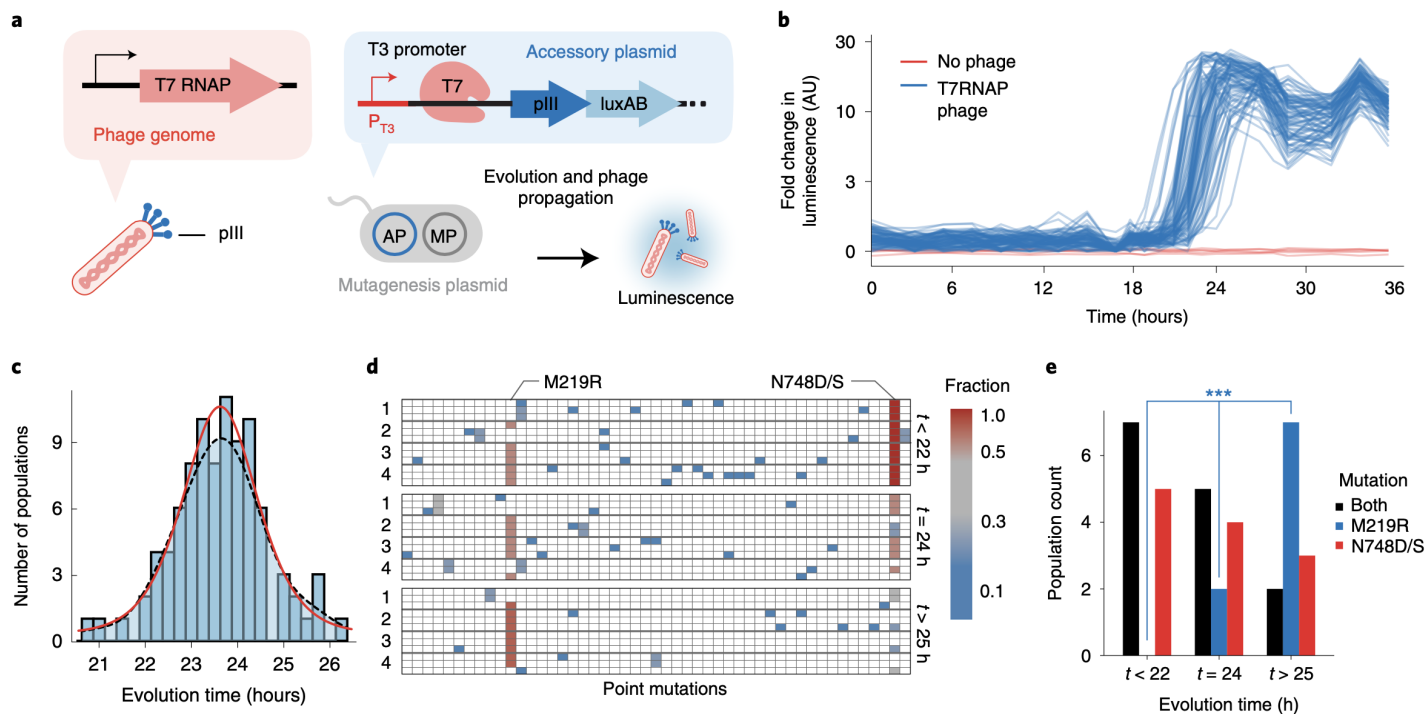 a
T7 RNAP
Phage genome
pIII
T3 promoter
Accessory plasmid
T7
pIII
luxAB
PT3
Evolution and phage
propagation
AP
MP
Mutagenesis plasmid
Luminescence
b
Fold change in
luminescence (AU)
30
10
3
0
No phage
T7RNAP
phage
0
6
12
18
24
30
36
Time (hours)
c
Number of populations
9
6
3
0
21
22
23
24
25
26
Evolution time (hours)
d
M219R
N748D/S
1
2
3
4
t < 22 h
1
2
3
4
t = 24 h
1
2
3
4
t > 25 h
Point mutations
Fraction
1.0
0.5
0.3
0.1
e
***
Population count
6
4
2
0
t < 22
t = 24
t > 25
Evolution time (h)
Mutation
Both
M219R
N748D/S